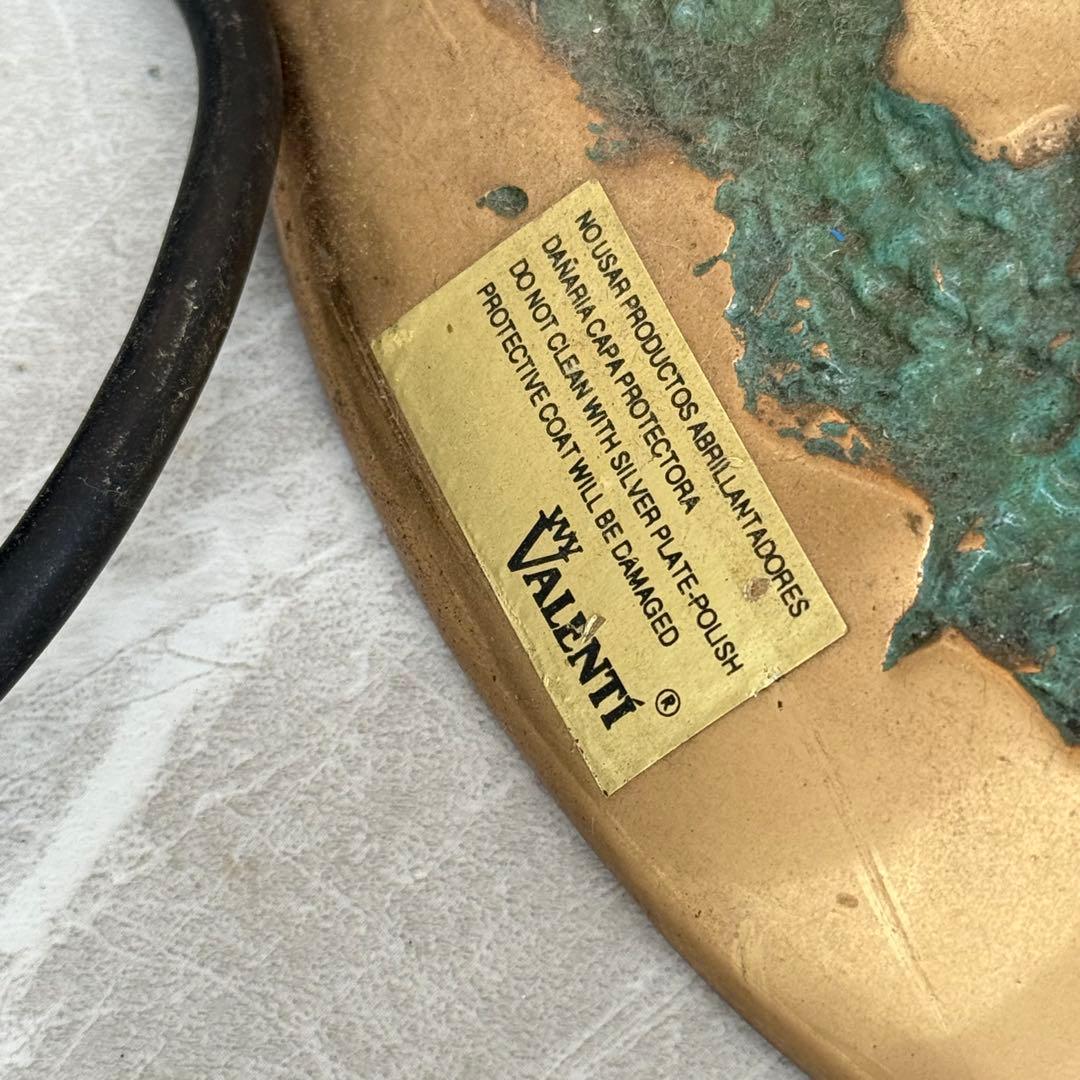 NO USAR PRODUCTOS ABRILLANTADORES
DAÑARIA CAPA PROTECTORA
DO NOT CLEAN WITH SILVER PLATE-POLISH
PROTECTIVE COAT WILL BE DAMAGED
YVY
VALENTÍ ®